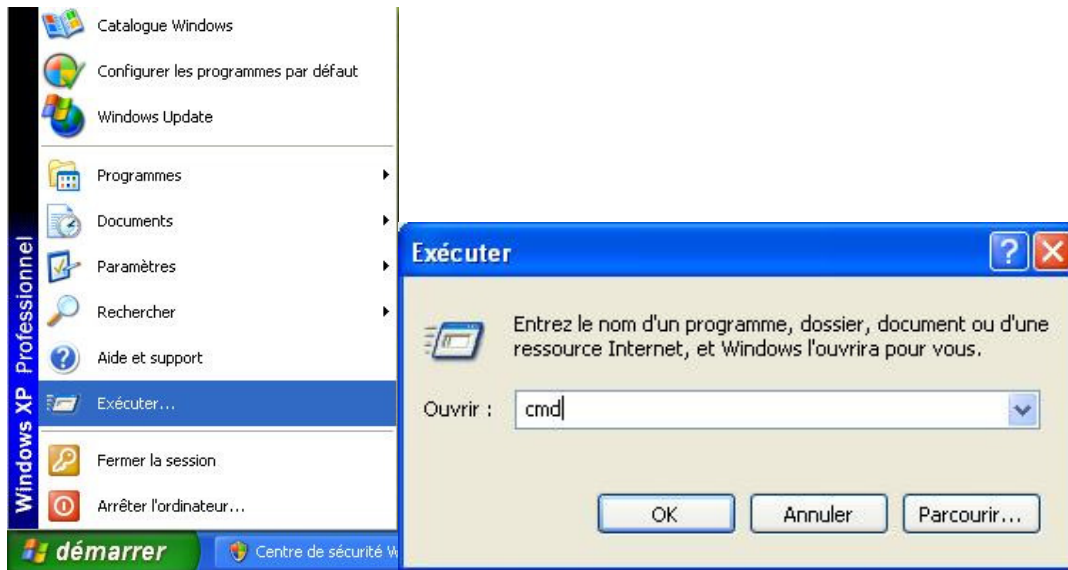 Catalogue Windows
Configurer les programmes par défaut
Windows Update
Programmes
Documents
Paramètres
Rechercher
Aide et support
Exécuter...
Fermer la session
Arrêter l'ordinateur...
Windows XP Professionnel
démarrer
Centre de sécurité
Exécuter
Entrez le nom d'un programme, dossier, document ou d'une
ressource Internet, et Windows l'ouvrira pour vous.
Ouvrir :
cmd
OK
Annuler
Parcourir...